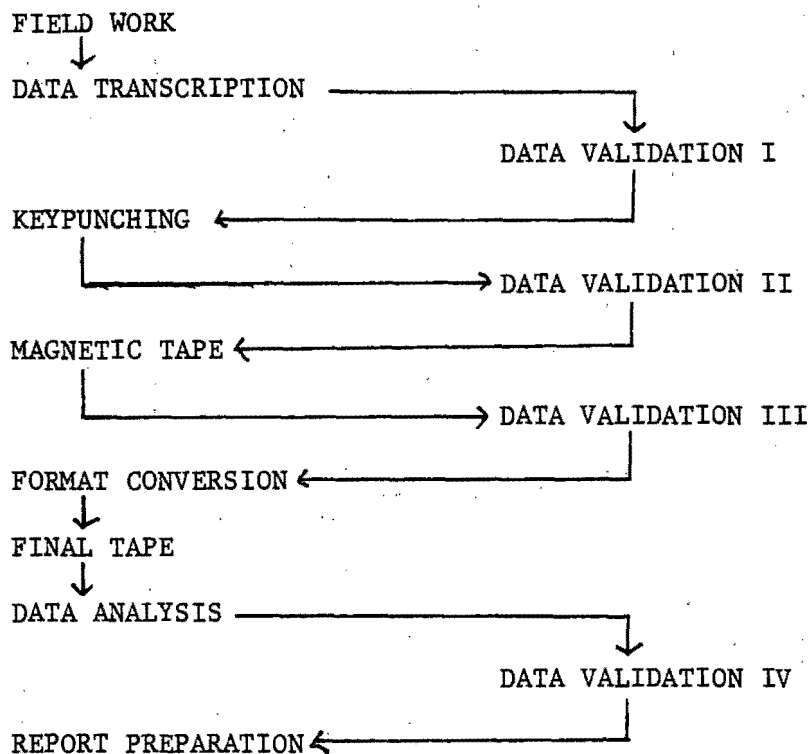 FIELD WORK
DATA TRANSCRIPTION
DATA VALIDATION I
KEYPUNCHING
DATA VALIDATION II
MAGNETIC TAPE
DATA VALIDATION III
FORMAT CONVERSION
FINAL TAPE
DATA ANALYSIS
DATA VALIDATION IV
REPORT PREPARATION